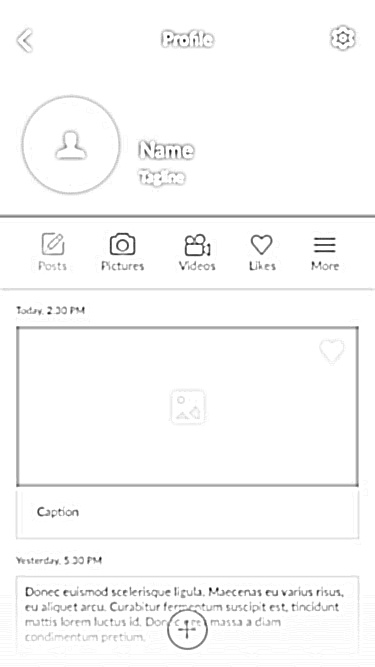 Profile
Name
Tagline
Posts Pictures Videos Likes More
Today, 2.30 PM
Caption
Yesterday, 5.30 PM
Donec euismod scelerisque ligula. Maecenas eu varius risus,
eu aliquet arcu. Curabitur fermentum suscipit est, tincidunt
mattis lorem luctus id. Donec massa a diam
condimentum pretium.